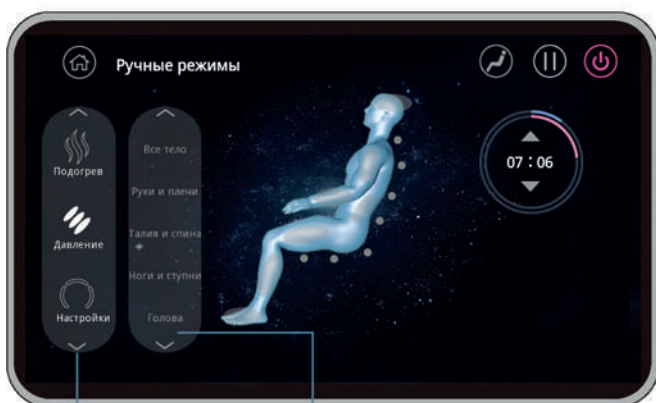 Ручные режимы
Подогрев
Давление
Настройки
Все тело
Руки и плечи
Талия и спина
Ноги и ступни
Голова
07 : 06